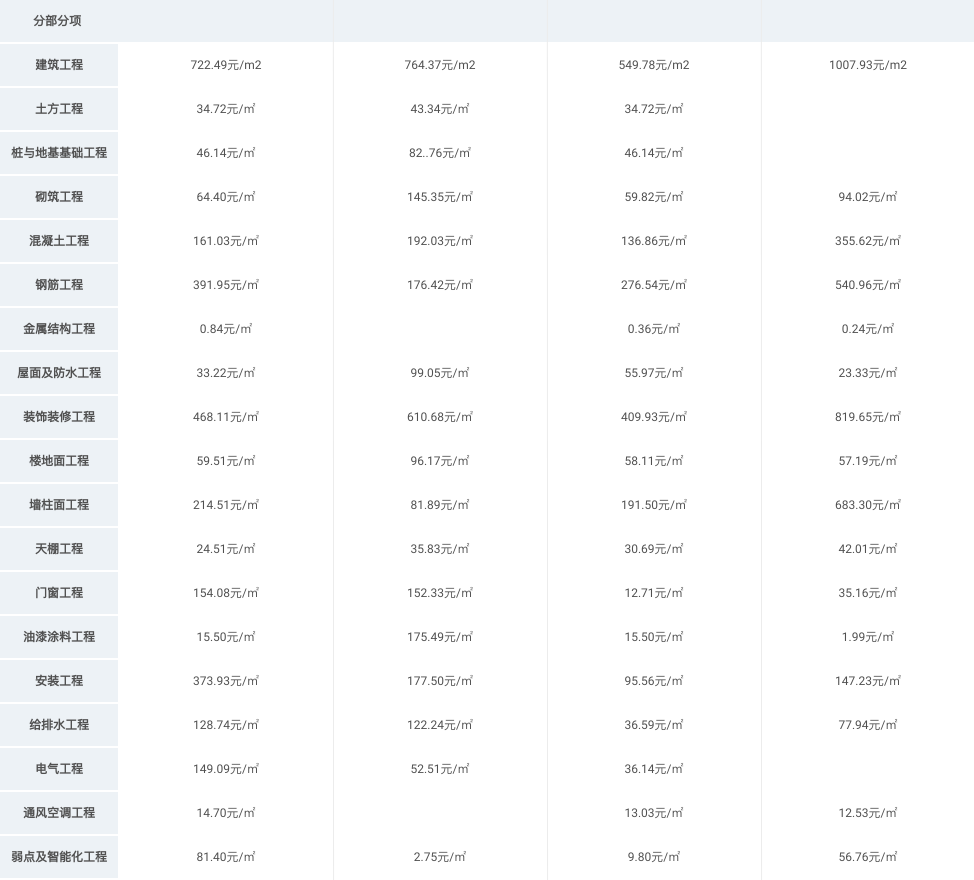 分部分项
建筑工程 722.49元/m2 764.37元/m2 549.78元/m2 1007.93元/m2
土方工程 34.72元/㎡ 43.34元/㎡ 34.72元/㎡
桩与地基基础工程 46.14元/㎡ 82..76元/㎡ 46.14元/㎡
砌筑工程 64.40元/㎡ 145.35元/㎡ 59.82元/㎡ 94.02元/㎡
混凝土工程 161.03元/㎡ 192.03元/㎡ 136.86元/㎡ 355.62元/㎡
钢筋工程 391.95元/㎡ 176.42元/㎡ 276.54元/㎡ 540.96元/㎡
金属结构工程 0.84元/㎡ 0.36元/㎡ 0.24元/㎡
屋面及防水工程 33.22元/㎡ 99.05元/㎡ 55.97元/㎡ 23.33元/㎡
装饰装修工程 468.11元/㎡ 610.68元/㎡ 409.93元/㎡ 819.65元/㎡
楼地面工程 59.51元/㎡ 96.17元/㎡ 58.11元/㎡ 57.19元/㎡
墙柱面工程 214.51元/㎡ 81.89元/㎡ 191.50元/㎡ 683.30元/㎡
天棚工程 24.51元/㎡ 35.83元/㎡ 30.69元/㎡ 42.01元/㎡
门窗工程 154.08元/㎡ 152.33元/㎡ 12.71元/㎡ 35.16元/㎡
油漆涂料工程 15.50元/㎡ 175.49元/㎡ 15.50元/㎡ 1.99元/㎡
安装工程 373.93元/㎡ 177.50元/㎡ 95.56元/㎡ 147.23元/㎡
给排水工程 128.74元/㎡ 122.24元/㎡ 36.59元/㎡ 77.94元/㎡
电气工程 149.09元/㎡ 52.51元/㎡ 36.14元/㎡
通风空调工程 14.70元/㎡ 13.03元/㎡ 12.53元/㎡
弱点及智能化工程 81.40元/㎡ 2.75元/㎡ 9.80元/㎡ 56.76元/㎡